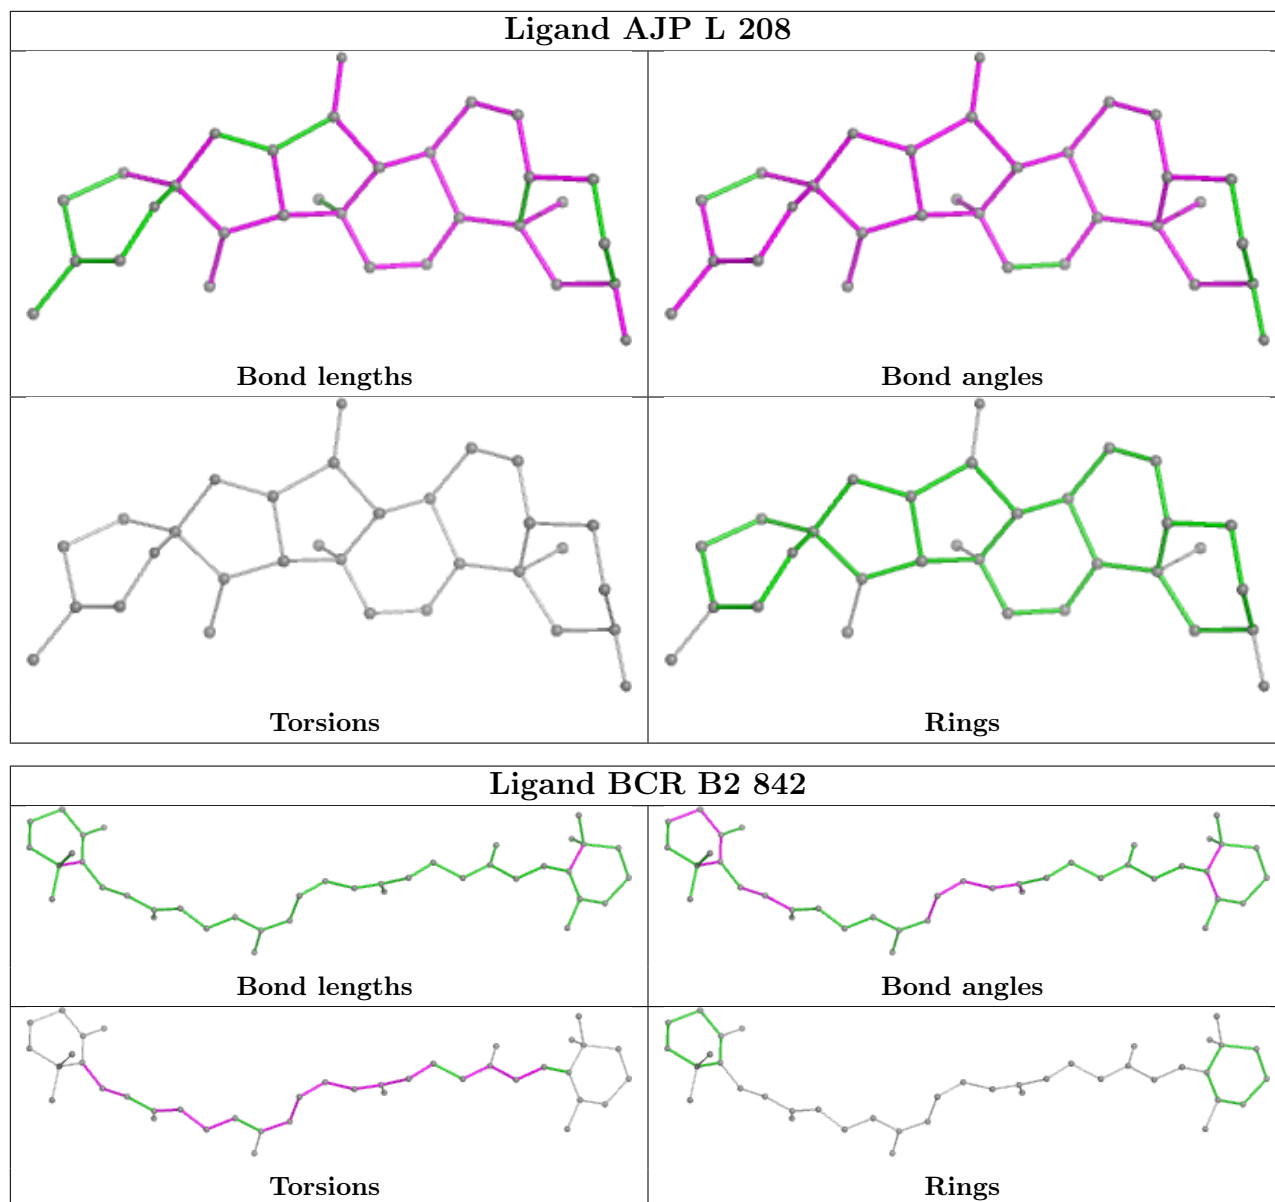 Ligand AJP L 208
Bond lengths
Bond angles
Torsions
Rings
Ligand BCR B2 842
Bond lengths
Bond angles
Torsions
Rings